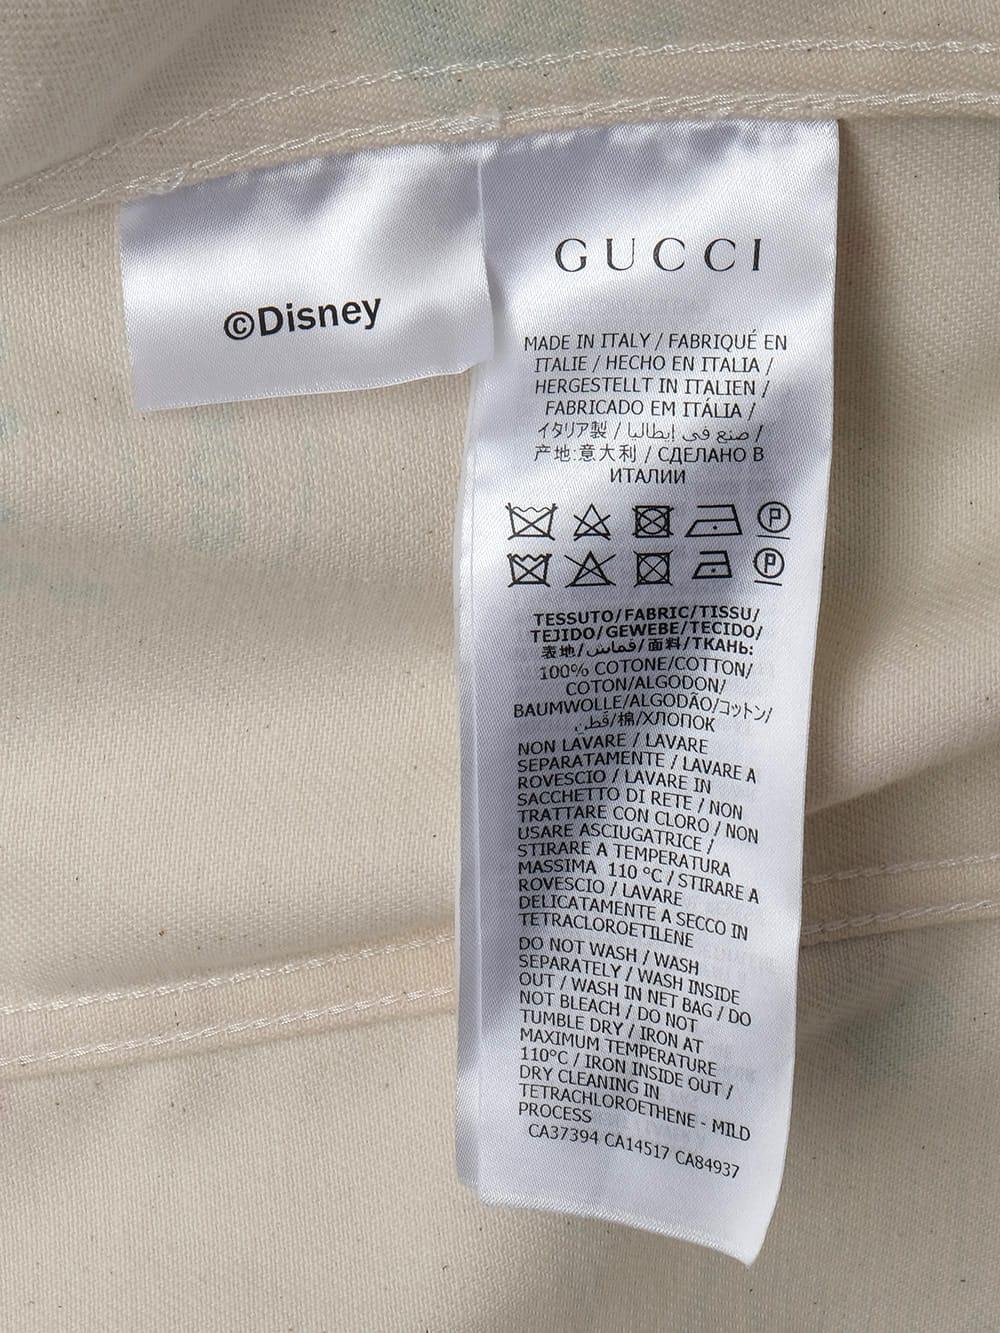 ©Disney
GUCCI
MADE IN ITALY / FABRIQUÉ EN
ITALIE / HECHO EN ITALIA /
HERGESTELLT IN ITALIEN /
FABRICADO EM ITÁLIA /
イタリア製 / صنع في إيطاليا /
产地:意大利 / СДЕЛАНО В
ИТАЛИИ
P
P
TESSUTO/FABRIC/TISSU/
TEJIDO/GEWEBE/TECIDO/
表地/قماش/面料/ТКАНЬ:
100% COTONE/COTTON/
COTON/ALGODON/
BAUMWOLLE/ALGODÃO/コットン/
قطن/棉/ХЛОПОК
NON LAVARE / LAVARE
SEPARATAMENTE / LAVARE A
ROVESCIO / LAVARE IN
SACCHETTO DI RETE / NON
TRATTARE CON CLORO / NON
USARE ASCIUGATRICE /
STIRARE A TEMPERATURA
MASSIMA 110 °C / STIRARE A
ROVESCIO / LAVARE
DELICATAMENTE A SECCO IN
TETRACLOROETILENE
DO NOT WASH / WASH
SEPARATELY / WASH INSIDE
OUT / WASH IN NET BAG / DO
NOT BLEACH / DO NOT
TUMBLE DRY / IRON AT
MAXIMUM TEMPERATURE
110°C / IRON INSIDE OUT /
DRY CLEANING IN
TETRACHLOROETHENE - MILD
PROCESS
CA37394 CA14517 CA84937